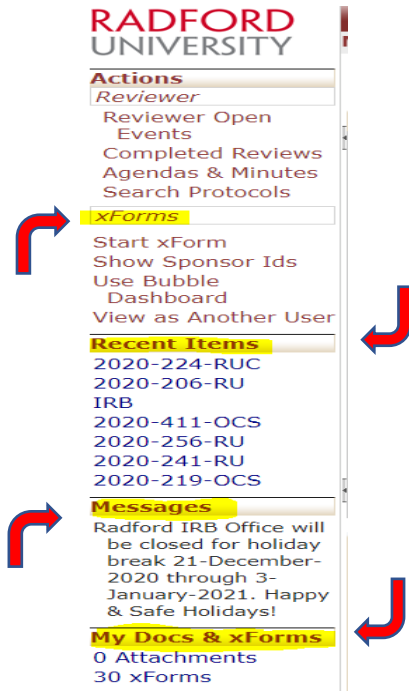 RADFORD
UNIVERSITY
Actions
Reviewer
Reviewer Open
Events
Completed Reviews
Agendas & Minutes
Search Protocols
xForms
Start xForm
Show Sponsor Ids
Use Bubble
Dashboard
View as Another User
Recent Items
2020-224-RUC
2020-206-RU
IRB
2020-411-OCS
2020-256-RU
2020-241-RU
2020-219-OCS
Messages
Radford IRB Office will
be closed for holiday
break 21-December-
2020 through 3-
January-2021. Happy
& Safe Holidays!
My Docs & xForms
0 Attachments
30 xForms